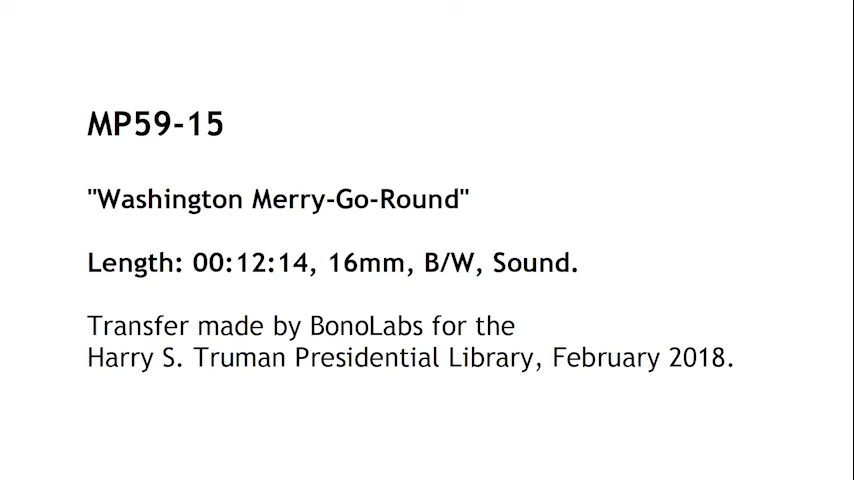 MP59-15
"Washington Merry-Go-Round"
Length: 00:12:14, 16mm, B/W, Sound.
Transfer made by BonoLabs for the
Harry S. Truman Presidential Library, February 2018.